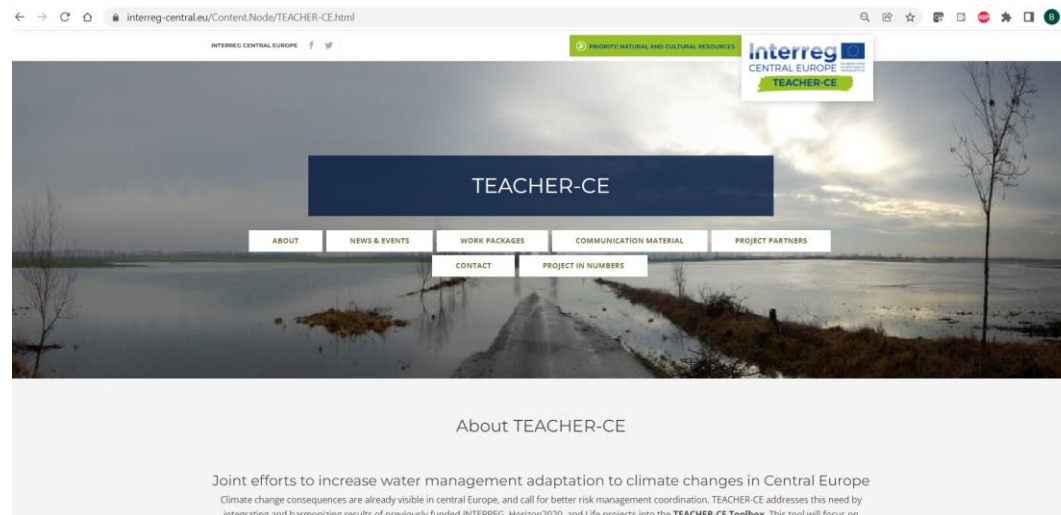 interreg-central.eu/Content.Node/TEACHER-CE.html
ABP
B
INTERREG CENTRAL EUROPE
PRIORITY: NATURAL AND CULTURAL RESOURCES
Interreg
CENTRAL EUROPE
TEACHER-CE
TEACHER-CE
ABOUT
NEWS & EVENTS
WORK PACKAGES
COMMUNICATION MATERIAL
PROJECT PARTNERS
CONTACT
PROJECT IN NUMBERS
About TEACHER-CE
Joint efforts to increase water management adaptation to climate changes in Central Europe
Climate change consequences are already visible in central Europe, and call for better risk management coordination. TEACHER-CE addresses this need by
integrating and harmonizing results of previously funded INTERREG, Horizon2020, and Life projects into the TEACHER-CE Toolbox. This tool will focus on